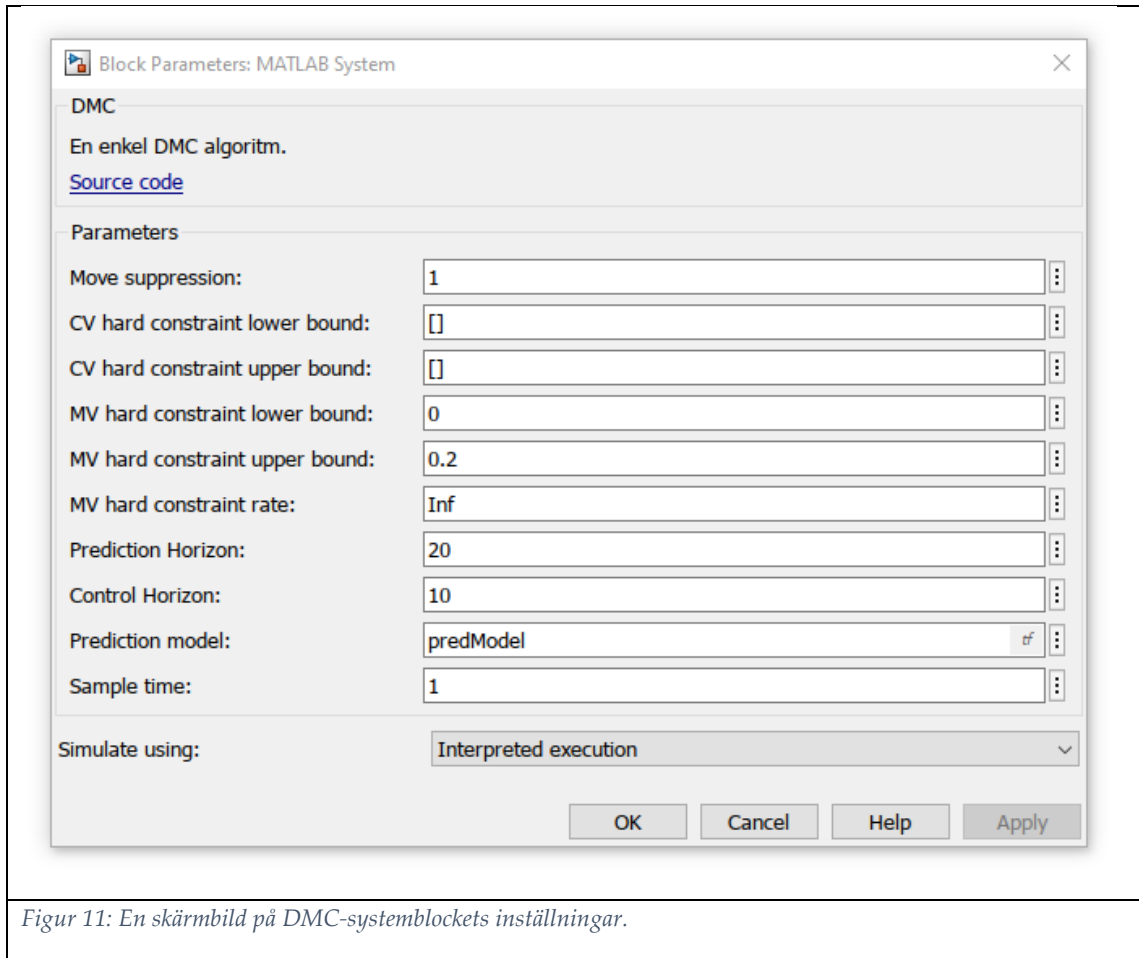 Block Parameters: MATLAB System
DMC
En enkel DMC algoritm.
Source code
Parameters
Move suppression: 1
CV hard constraint lower bound: []
CV hard constraint upper bound: []
MV hard constraint lower bound: 0
MV hard constraint upper bound: 0.2
MV hard constraint rate: Inf
Prediction Horizon: 20
Control Horizon: 10
Prediction model: predModel tf
Sample time: 1
Simulate using: Interpreted execution
OK Cancel Help Apply
Figur 11: En skärmbild på DMC-systemblockets inställningar.